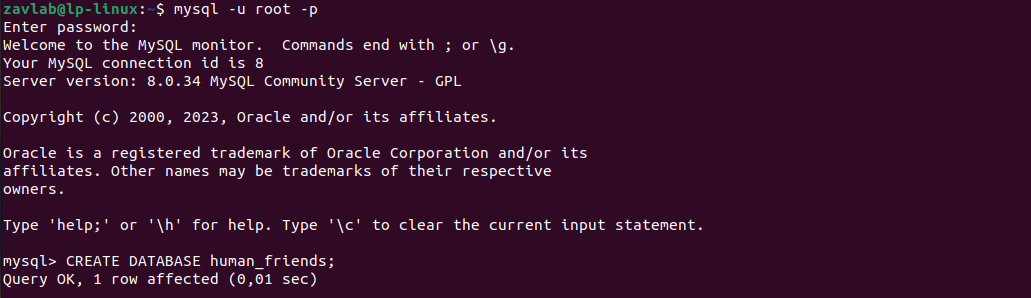 zavlab@lp-linux:~$ mysql -u root -p
Enter password:
Welcome to the MySQL monitor.  Commands end with ; or \g.
Your MySQL connection id is 8
Server version: 8.0.34 MySQL Community Server - GPL

Copyright (c) 2000, 2023, Oracle and/or its affiliates.

Oracle is a registered trademark of Oracle Corporation and/or its
affiliates. Other names may be trademarks of their respective
owners.

Type 'help;' or '\h' for help. Type '\c' to clear the current input statement.

mysql> CREATE DATABASE human_friends;
Query OK, 1 row affected (0,01 sec)